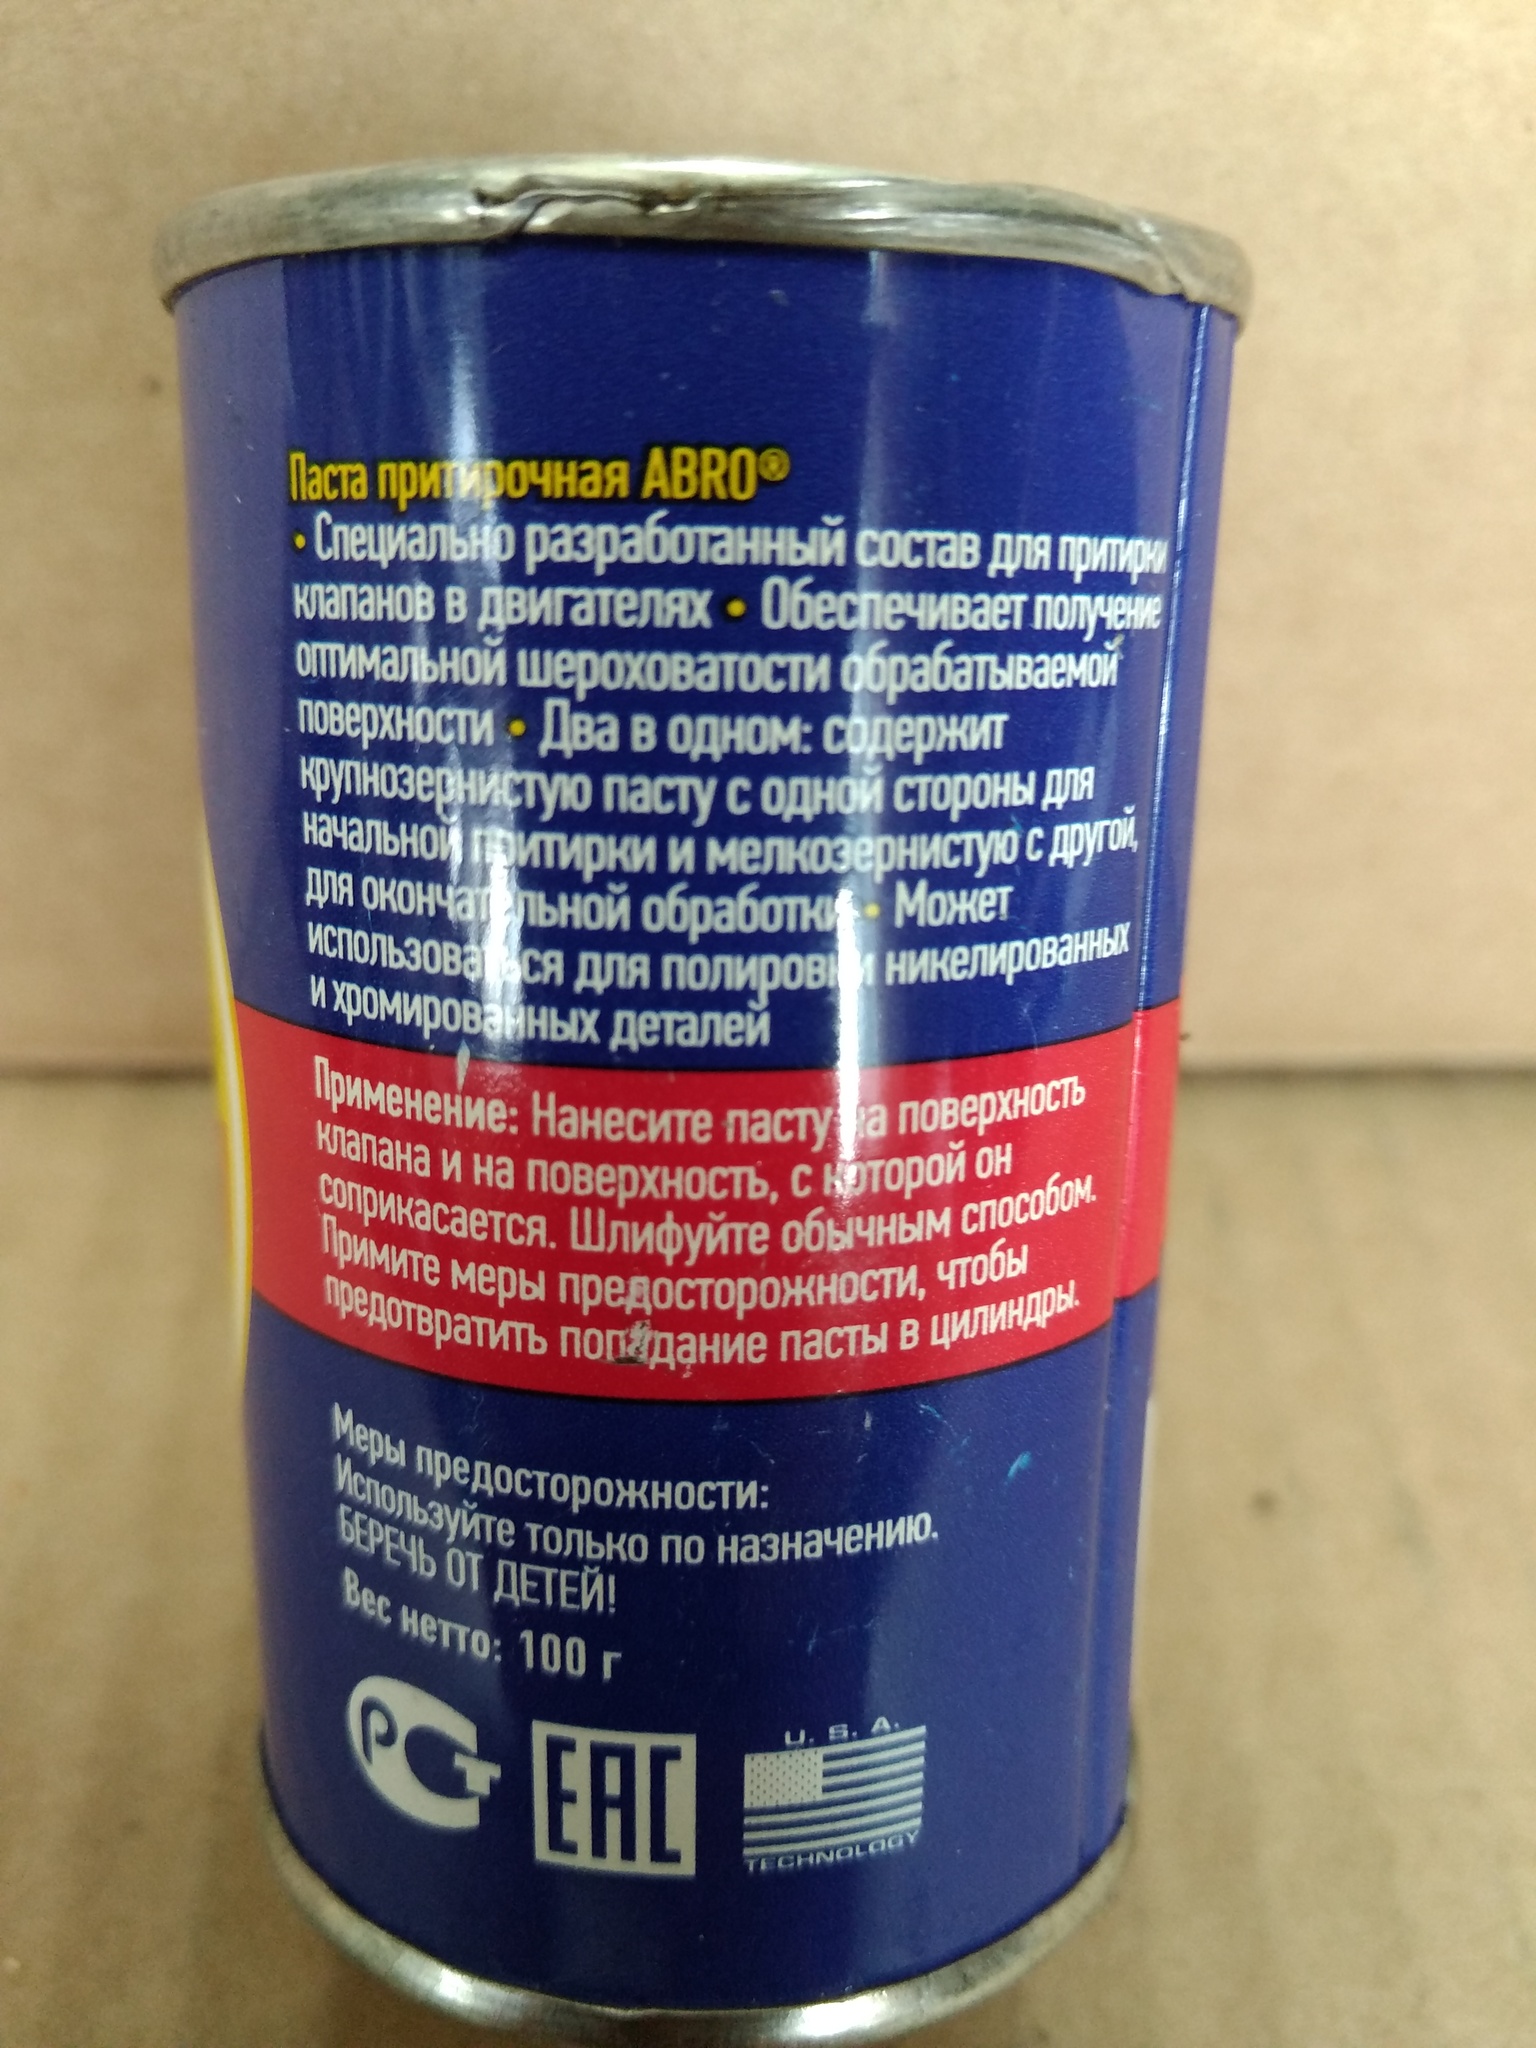 Паста притирочная ABRO®
• Специально разработанный состав для притирки
клапанов в двигателях • Обеспечивает получение
оптимальной шероховатости обрабатываемой
поверхности • Два в одном: содержит
крупнозернистую пасту с одной стороны для
начальной притирки и мелкозернистую с другой,
для окончательной обработки • Может
использоваться для полировки никелированных
и хромированных деталей
Применение: Нанесите пасту на поверхность
клапана и на поверхность, с которой он
соприкасается. Шлифуйте обычным способом.
Примите меры предосторожности, чтобы
предотвратить попадание пасты в цилиндры.
Меры предосторожности:
Используйте только по назначению.
БЕРЕЧЬ ОТ ДЕТЕЙ!
Вес нетто: 100 г
РСТ EAC U. S. A.
TECHNOLOGY